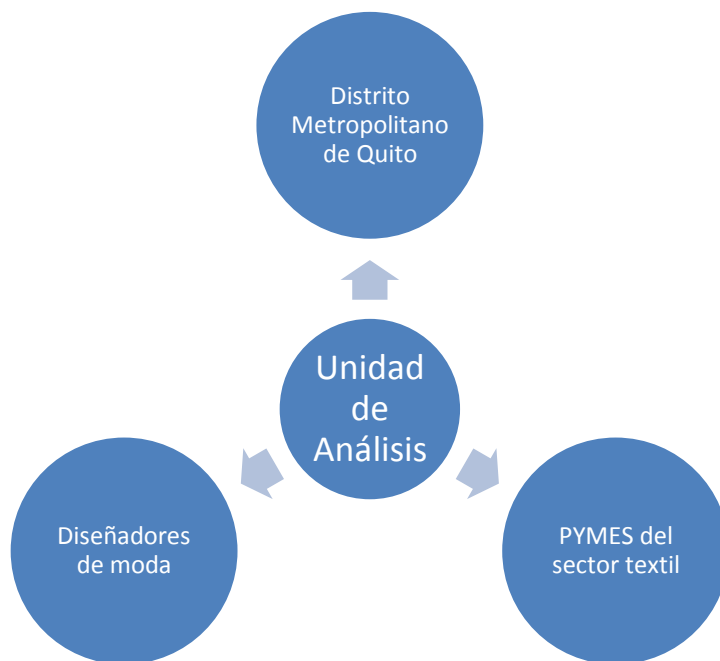 Distrito
Metropolitano
de Quito
Unidad
de
Análisis
Diseñadores
de moda
PYMES del
sector textil